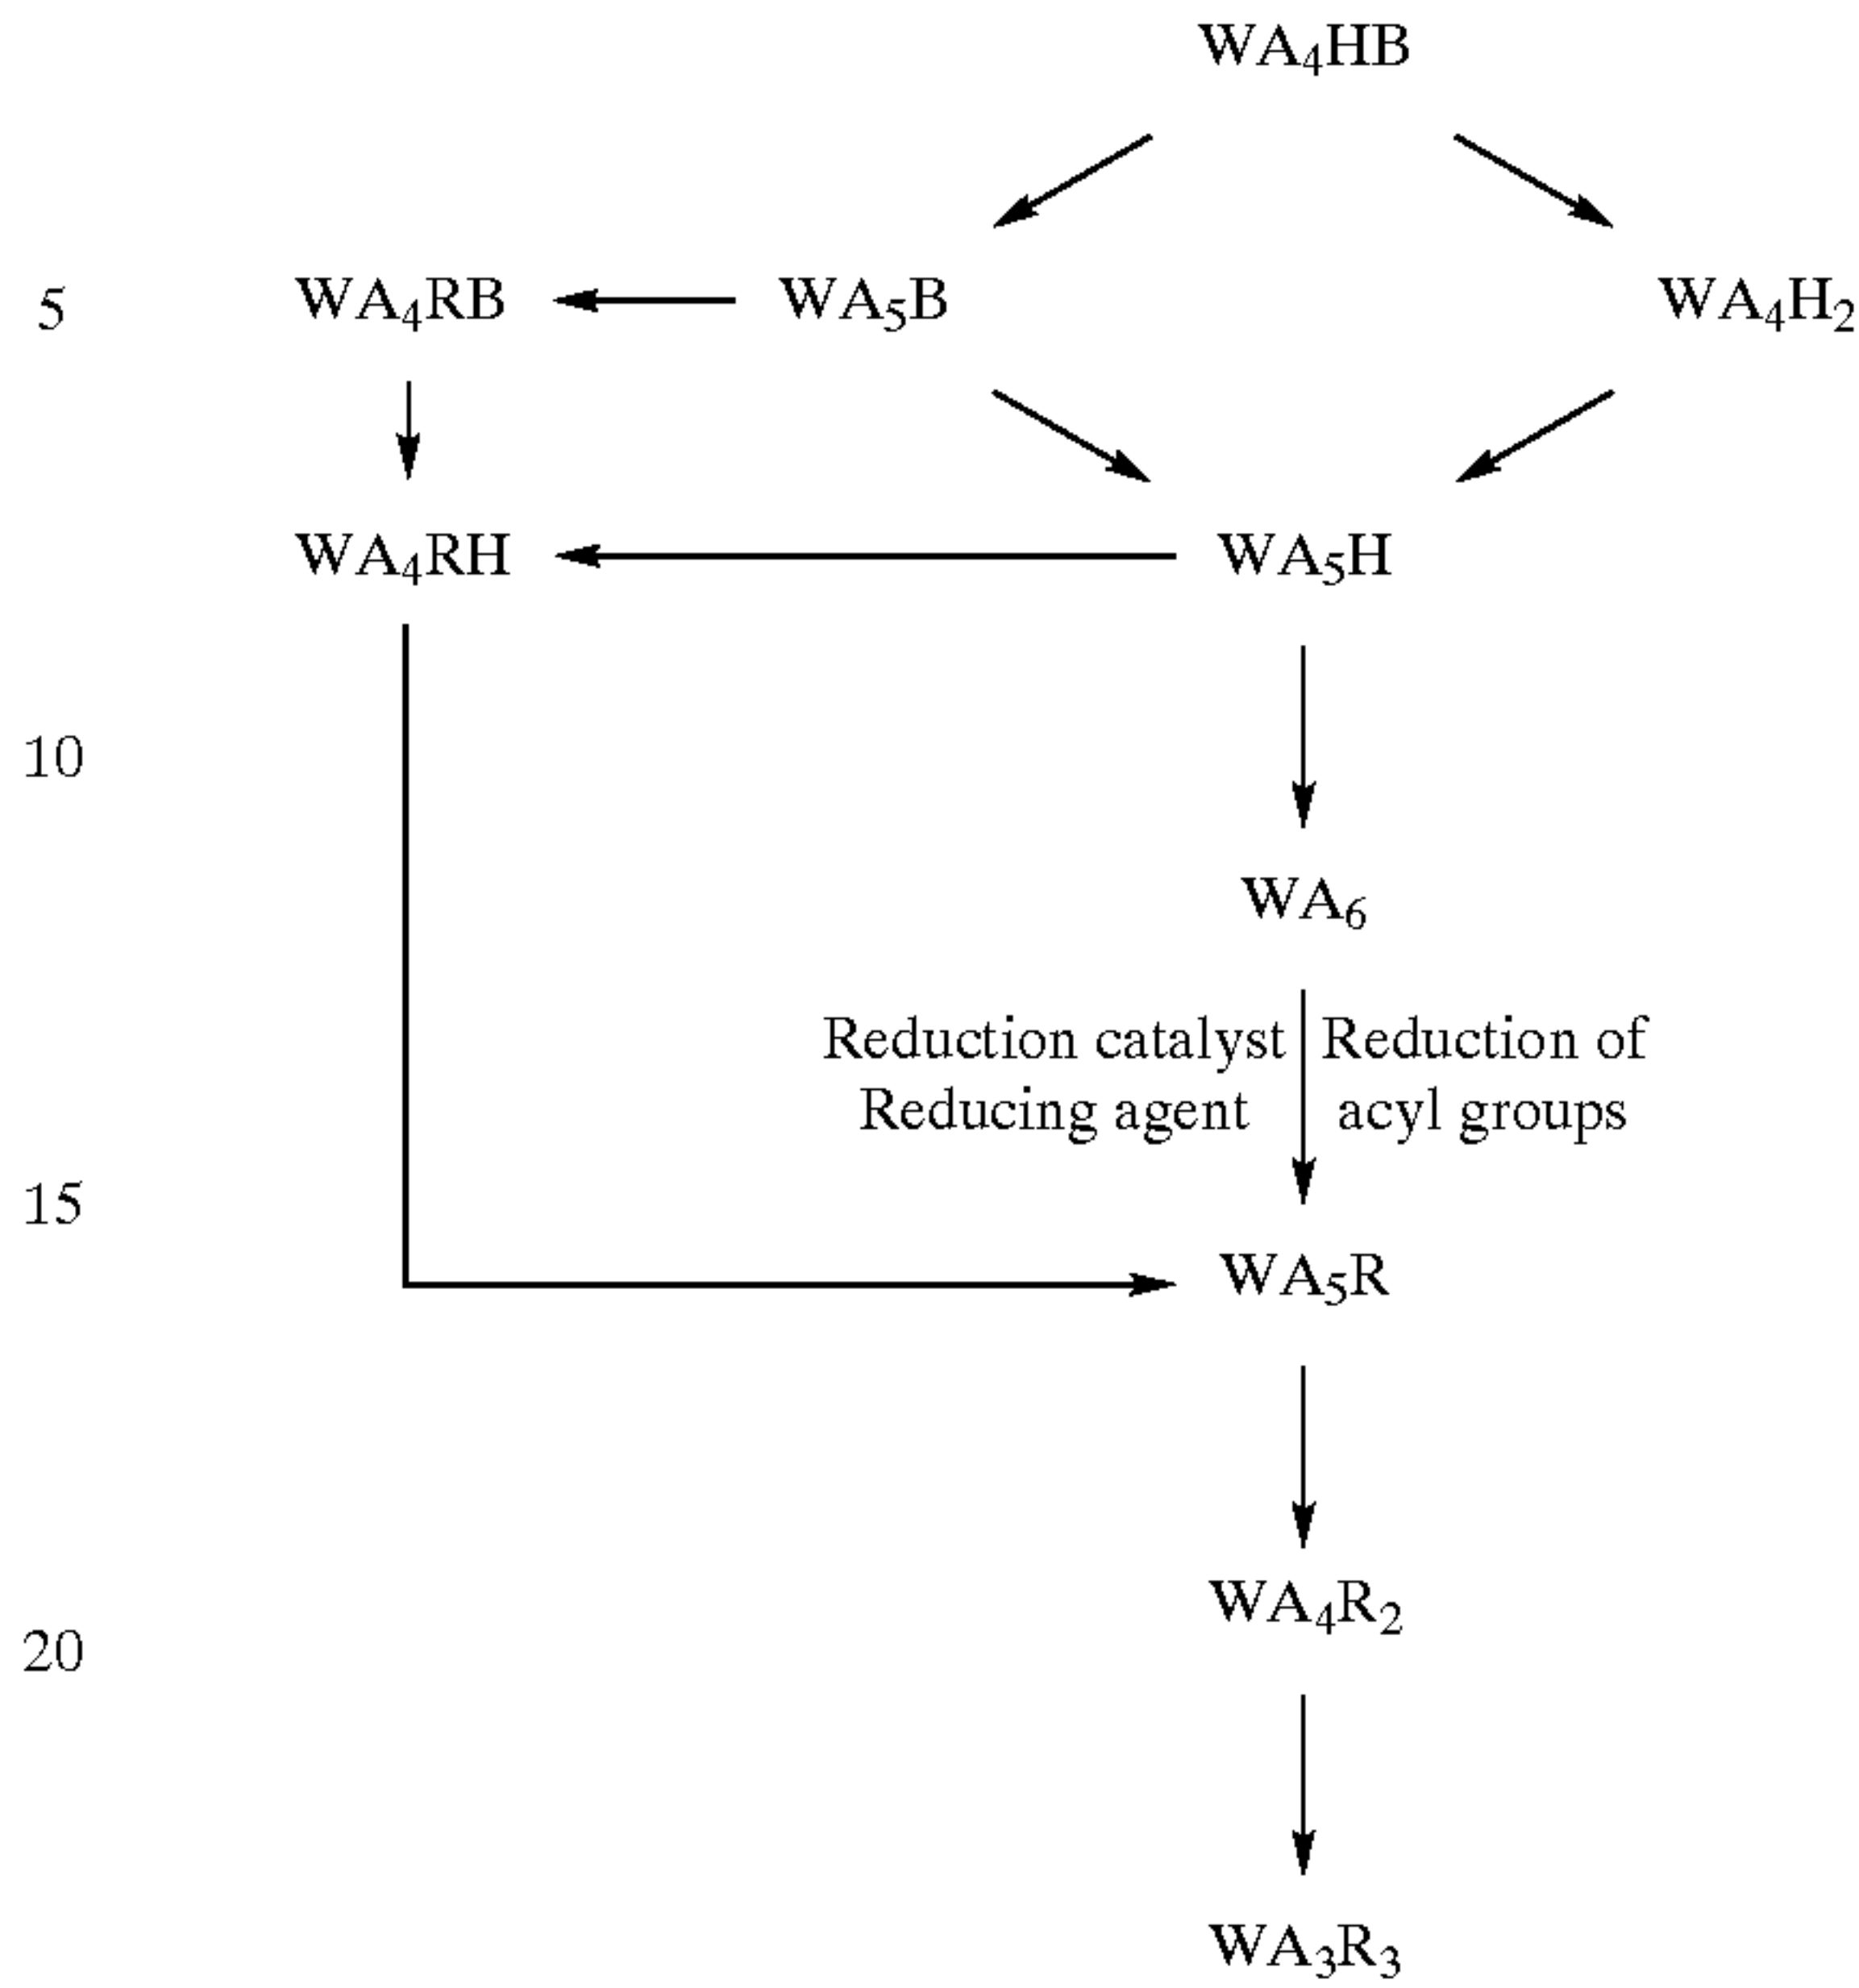 WA₄HB
5 WA₄RB WA₅B WA₄H₂
WA₄RH WA₅H
10
WA₆
Reduction catalyst Reduction of
Reducing agent acyl groups
15
WA₅R
WA₄R₂
20
WA₃R₃